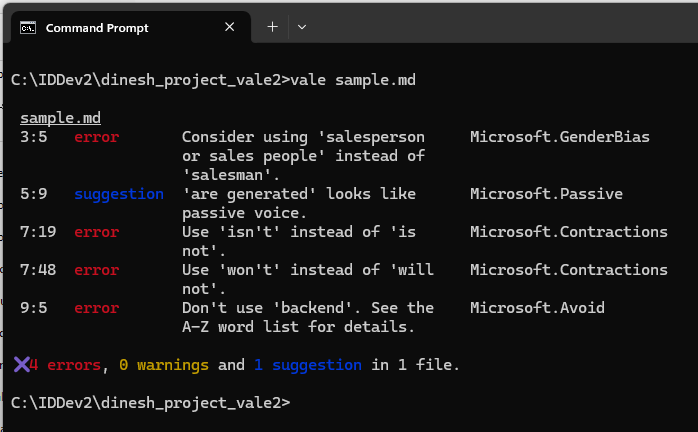 Command Prompt
C:\IDDev2\dinesh_project_vale2>vale sample.md
sample.md
3:5 error Consider using 'salesperson Microsoft.GenderBias
or sales people' instead of
'salesman'.
5:9 suggestion 'are generated' looks like Microsoft.Passive
passive voice.
7:19 error Use 'isn't' instead of 'is Microsoft.Contractions
not'.
7:48 error Use 'won't' instead of 'will Microsoft.Contractions
not'.
9:5 error Don't use 'backend'. See the Microsoft.Avoid
A-Z word list for details.
✖4 errors, 0 warnings and 1 suggestion in 1 file.
C:\IDDev2\dinesh_project_vale2>